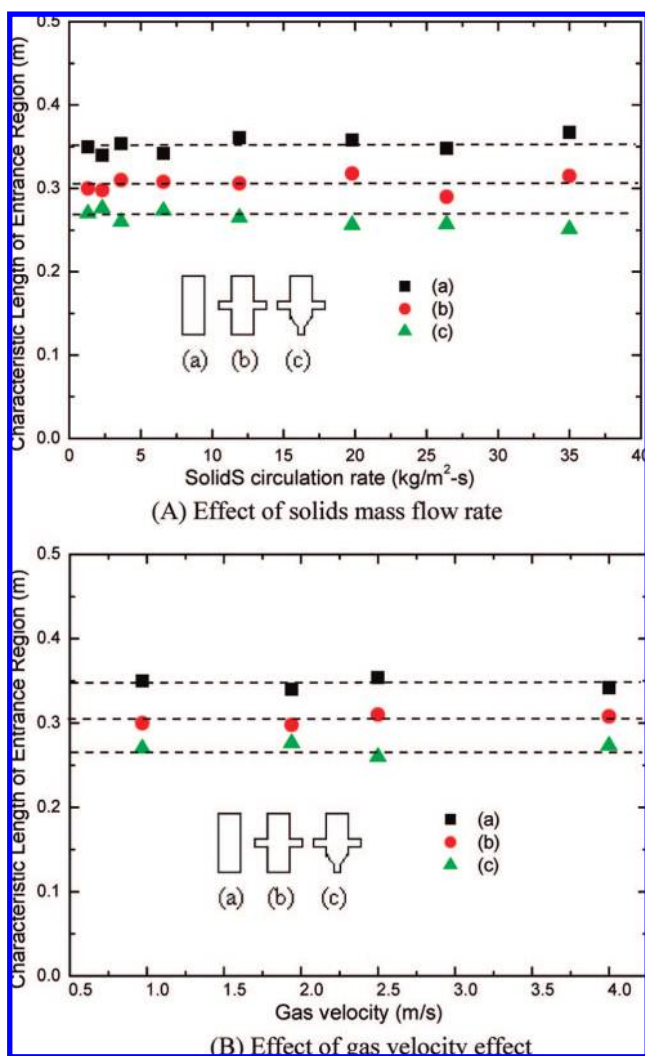 0.5
0.4
0.3
0.2
0.1
0.0
Characteristic Length of Entrance Region (m)
(a) (b) (c)
(a)
(b)
(c)
0 5 10 15 20 25 30 35 40
SolidS circulation rate (kg/m²-s)
(A) Effect of solids mass flow rate
0.5
0.4
0.3
0.2
0.1
0.0
Characteristic Length of Entrance Region (m)
(a) (b) (c)
(a)
(b)
(c)
0.5 1.0 1.5 2.0 2.5 3.0 3.5 4.0
Gas velocity (m/s)
(B) Effect of gas velocity effect